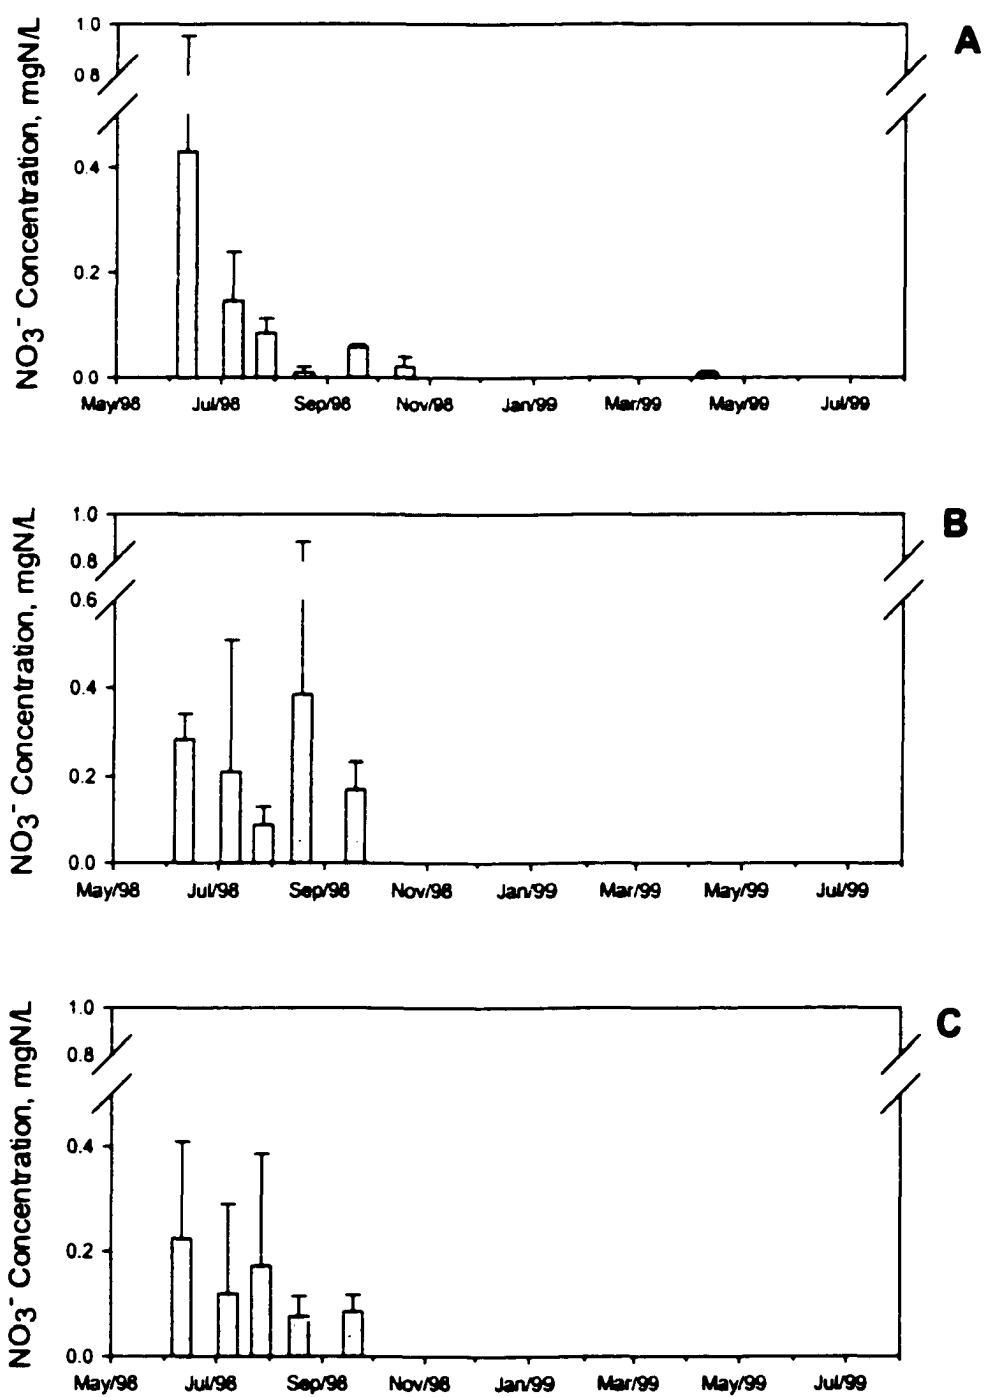 A
NO3- Concentration, mgN/L
1.0
0.8
0.4
0.2
0.0
May/98 Jul/98 Sep/98 Nov/98 Jan/99 Mar/99 May/99 Jul/99
B
NO3- Concentration, mgN/L
1.0
0.8
0.6
0.4
0.2
0.0
May/98 Jul/98 Sep/98 Nov/98 Jan/99 Mar/99 May/99 Jul/99
C
NO3- Concentration, mgN/L
1.0
0.8
0.4
0.2
0.0
May/98 Jul/98 Sep/98 Nov/98 Jan/99 Mar/99 May/99 Jul/99